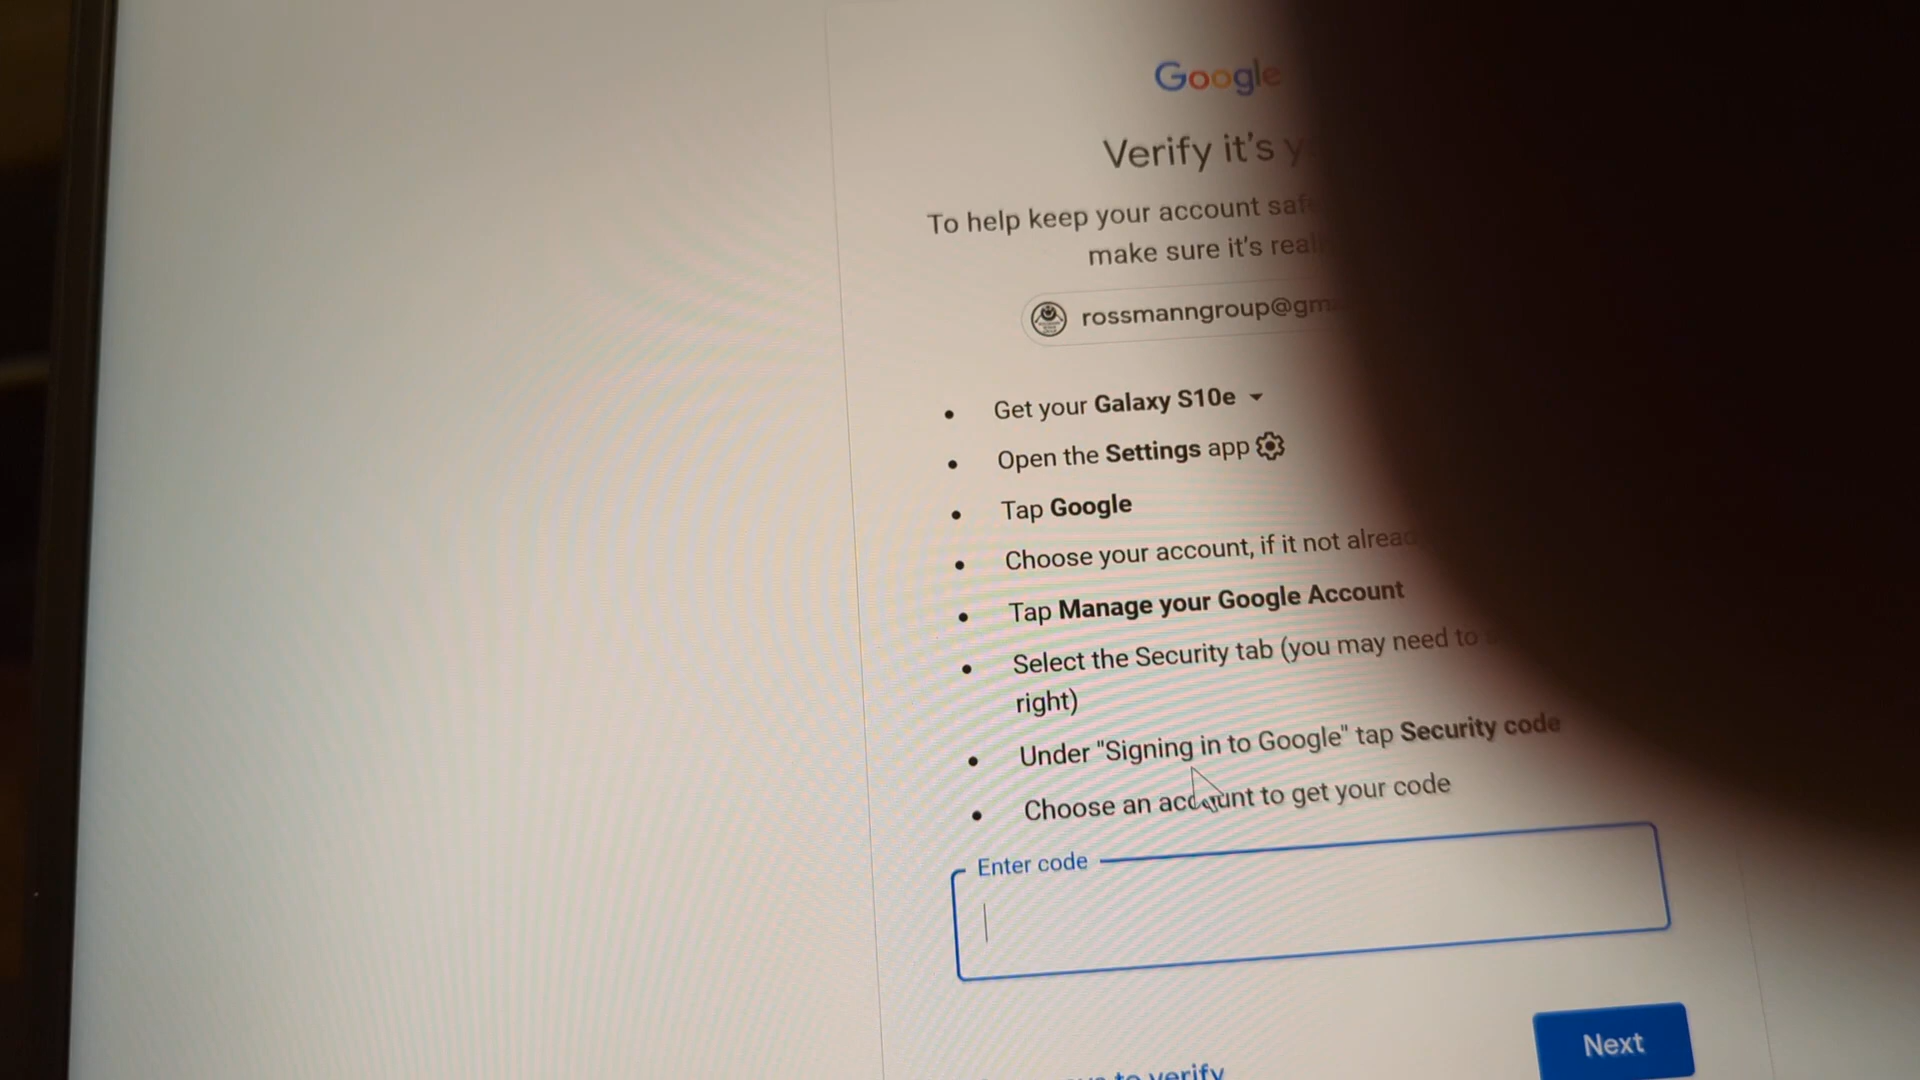 Google
Verify it's
To help keep your account
make sure it's
rossmanngroup@gm
Get your Galaxy S10e
Open the Settings app
Tap Google
Choose your account, if it not
Tap Manage your Google Account
Select the Security tab (you may need to
right)
Under "Signing in to Google" tap Security code
Choose an account to get your code
Enter code
Next
to verify